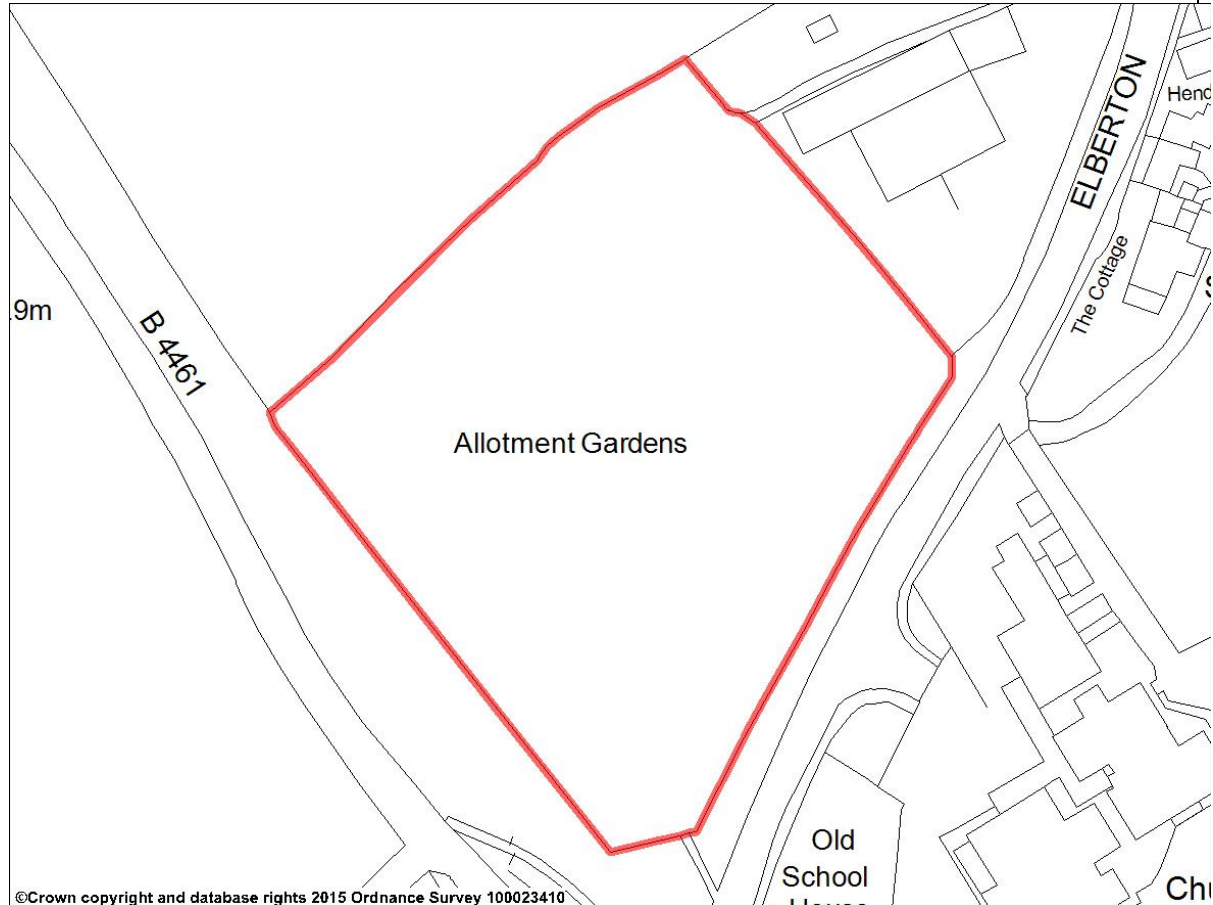 ELBERTON
Hend
The Cottage
.9m
B 4461
Allotment Gardens
Old
School
House
Chu
©Crown copyright and database rights 2015 Ordnance Survey 100023410